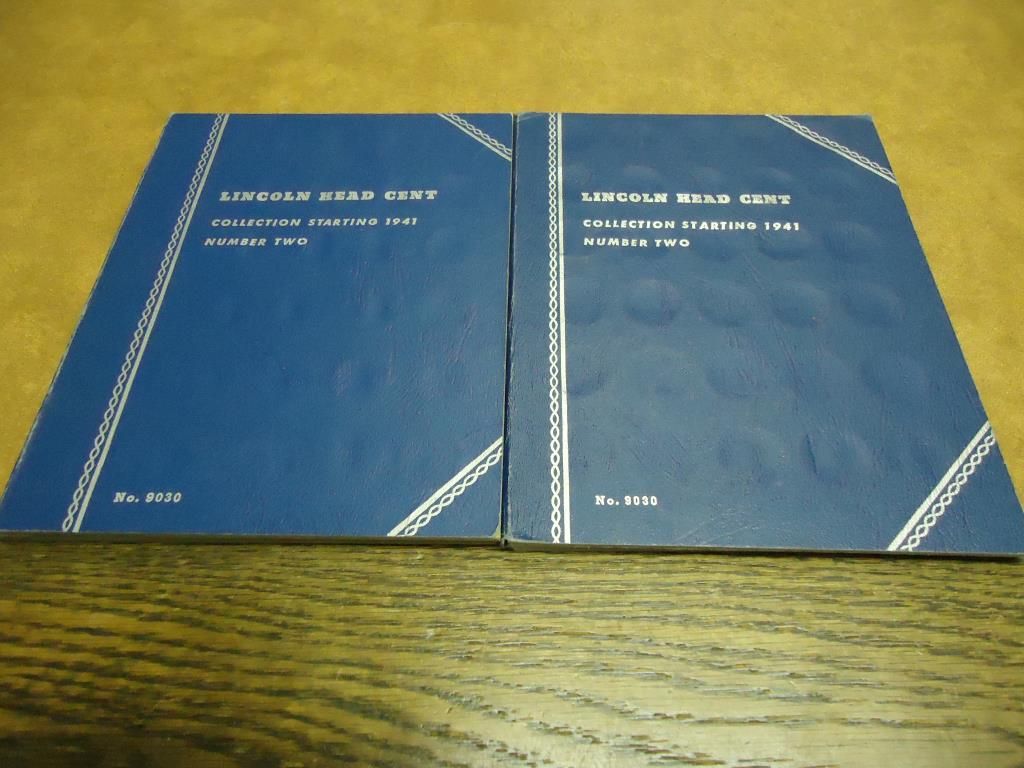 LINCOLN HEAD CENT
COLLECTION STARTING 1941
NUMBER TWO
No. 9030
LINCOLN HEAD CENT
COLLECTION STARTING 1941
NUMBER TWO
No. 9030